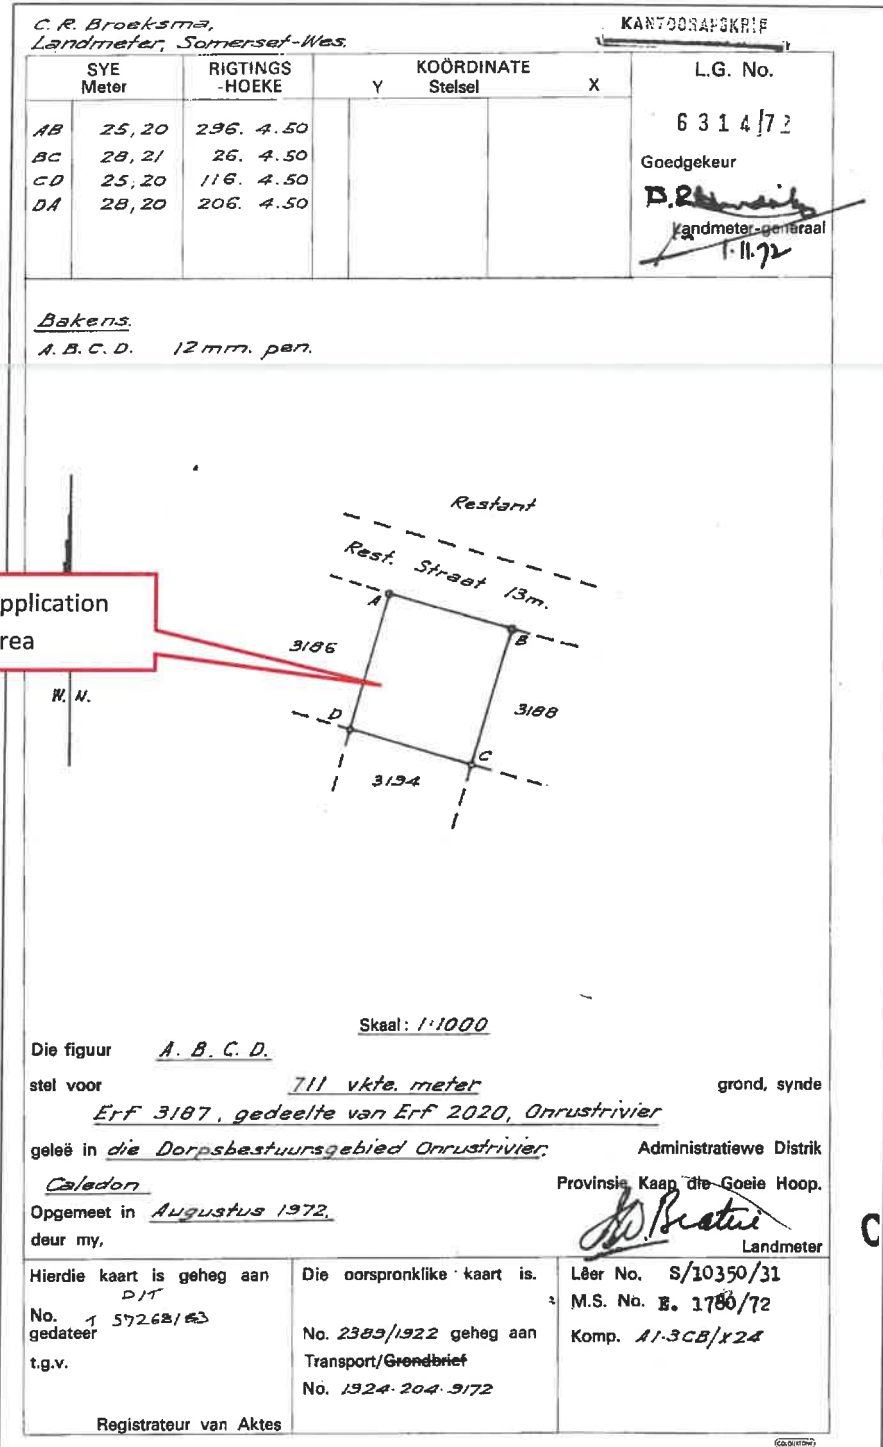 C. R. Broeksma,
Landmeter, Somerset-Wes.
KANTOORAFSKRIF
SYE
Meter
RIGTINGS
-HOEKE
KOÖRDINATE
Y Stelsel X
L.G. No.
AB 25,20 296. 4.50
BC 28,21 26. 4.50
CD 25,20 116. 4.50
DA 28,20 206. 4.50
6314/72
Goedgekeur
Landmeter-generaal
1.11.72
Bakens.
A. B. C. D. 12mm. pen.
Restant
Rest. Straat 13m.
A
B
pplication
rea
3186
W. N.
3188
D
C
3194
Skaal: 1:1000
Die figuur A. B. C. D.
stel voor 711 vkte. meter grond, synde
Erf 3187, gedeelte van Erf 2020, Onrustrivier
geleë in die Dorpsbestuursgebied Onrustrivier, Administratiewe Distrik
Caledon Provinsie Kaap die Goeie Hoop.
Opgemeet in Augustus 1972.
deur my,
Landmeter
C
Hierdie kaart is geheg aan
D/T
No. T 57268/83
gedateer
t.g.v.
Registrateur van Aktes
Die oorspronklike kaart is.
No. 2383/1922 geheg aan
Transport/Grondbrief
No. 1924.204.9172
Lêer No. S/10350/31
M.S. No. E. 1780/72
Komp. A1-3CB/X24